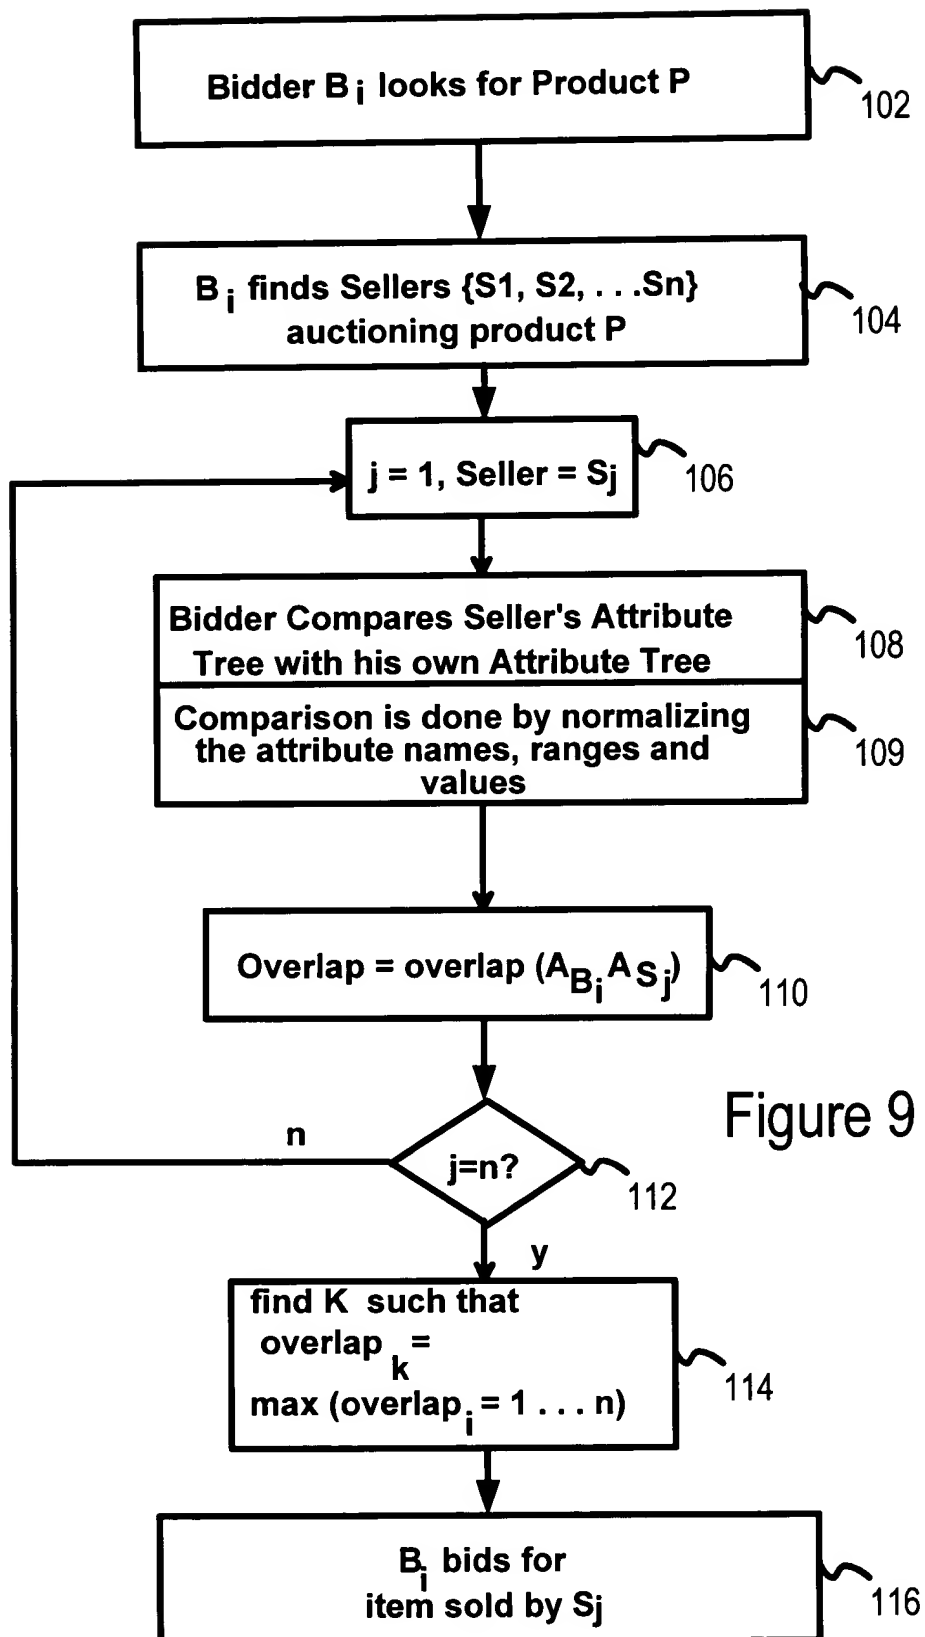 Bidder B i looks for Product P
102
B i finds Sellers {S1, S2, . . .Sn}
auctioning product P
104
j = 1, Seller = Sj
106
Bidder Compares Seller's Attribute
Tree with his own Attribute Tree
108
Comparison is done by normalizing
the attribute names, ranges and
values
109
Overlap = overlap (A B i A S j)
110
Figure 9
n
j=n?
112
y
find K such that
overlap k =
max (overlap i = 1 . . . n)
114
B i bids for
item sold by Sj
116